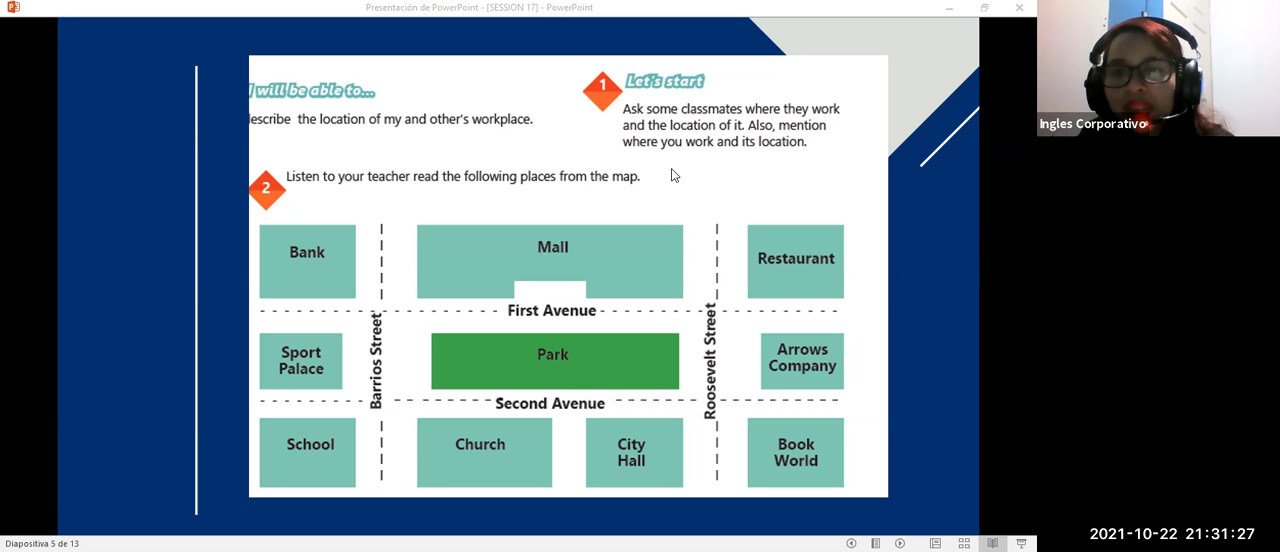 Presentación de PowerPoint - [SESSION 17] - PowerPoint
I will be able to...
describe the location of my and other's workplace.
1
Let's start
Ask some classmates where they work
and the location of it. Also, mention
where you work and its location.
2
Listen to your teacher read the following places from the map.
Bank
Mall
Restaurant
First Avenue
Barrios Street
Roosevelt Street
Sport
Palace
Park
Arrows
Company
Second Avenue
School
Church
City
Hall
Book
World
Ingles Corporativo
2021-10-22 21:31:27
Diapositiva 5 de 13